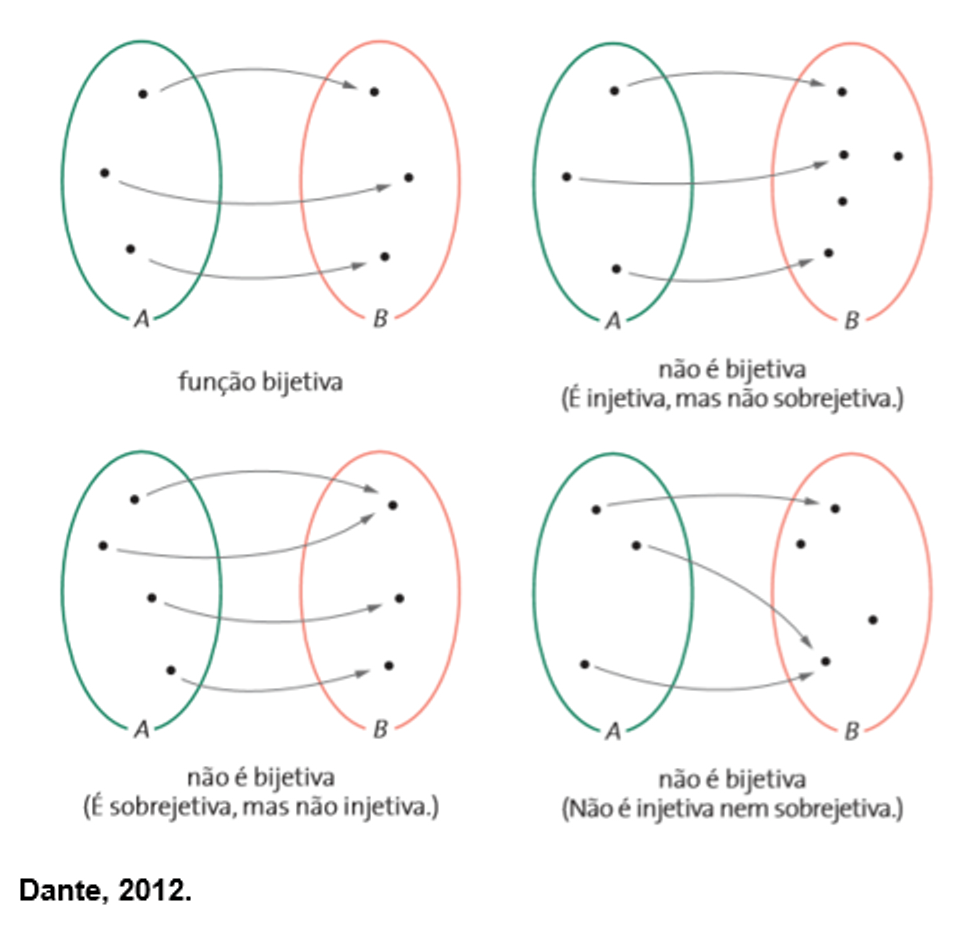 A
B
função bijetiva
A
B
não é bijetiva
(É injetiva, mas não sobrejetiva.)
A
B
não é bijetiva
(É sobrejetiva, mas não injetiva.)
A
B
não é bijetiva
(Não é injetiva nem sobrejetiva.)
Dante, 2012.